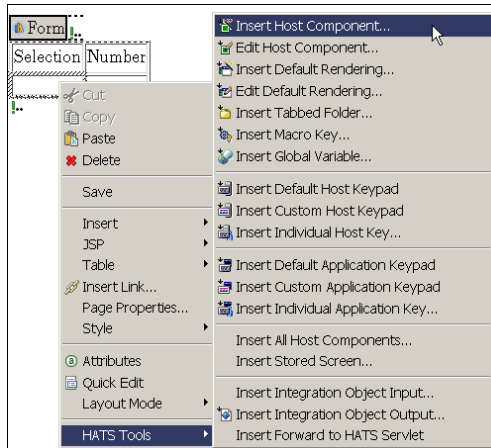 Form
Selection Number
Cut
Copy
Paste
Delete
Save
Insert
JSP
Table
Insert Link...
Page Properties...
Style
Attributes
Quick Edit
Layout Mode
HATS Tools
Insert Host Component...
Edit Host Component...
Insert Default Rendering...
Edit Default Rendering...
Insert Tabbed Folder...
Insert Macro Key...
Insert Global Variable...
Insert Default Host Keypad
Insert Custom Host Keypad
Insert Individual Host Key...
Insert Default Application Keypad
Insert Custom Application Keypad
Insert Individual Application Key...
Insert All Host Components...
Insert Stored Screen...
Insert Integration Object Input...
Insert Integration Object Output...
Insert Forward to HATS Servlet